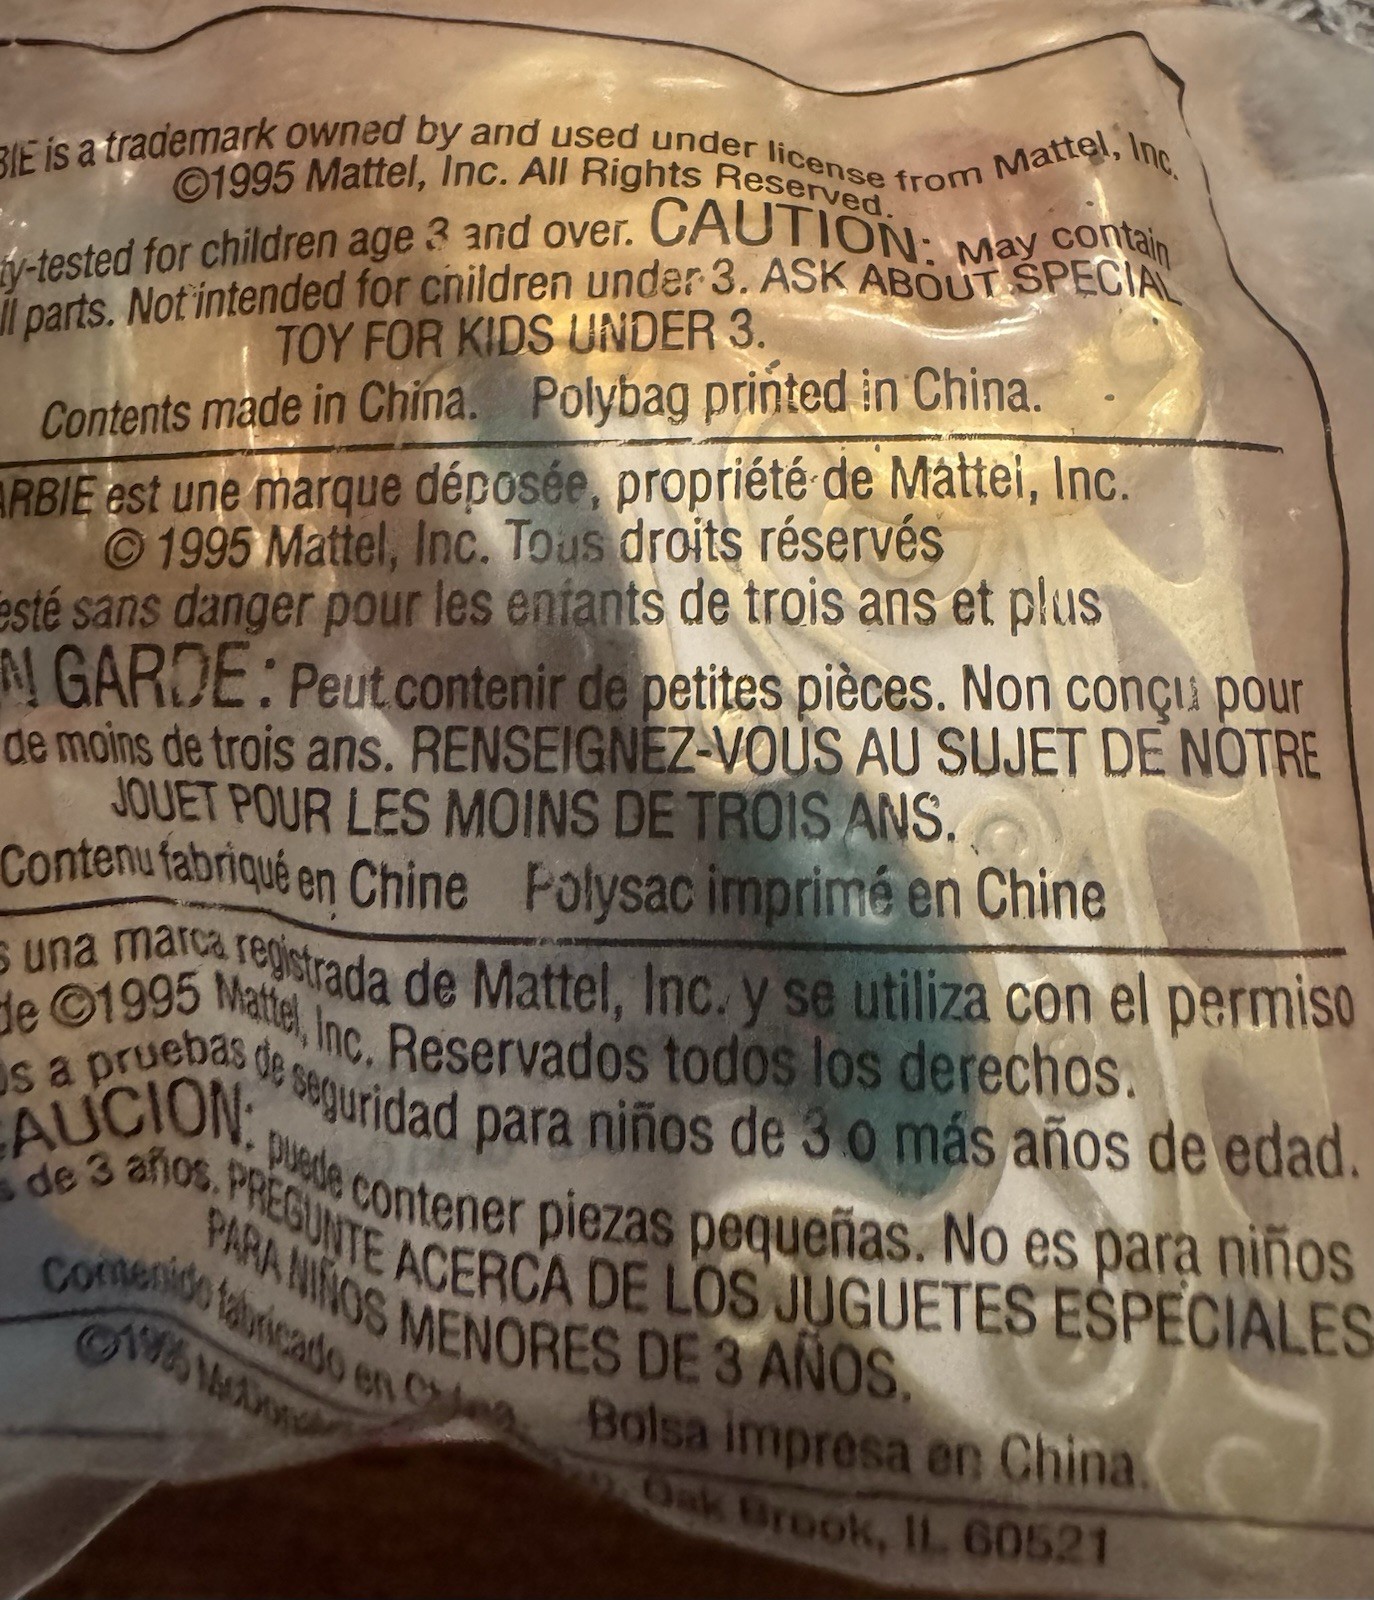 BIE is a trademark owned by and used under license from Mattel, Inc.
©1995 Mattel, Inc. All Rights Reserved.
ty-tested for children age 3 and over. CAUTION: May contain
ll parts. Not intended for children under 3. ASK ABOUT SPECIAL
TOY FOR KIDS UNDER 3.
Contents made in China. Polybag printed in China.
ARBIE est une marque déposée, propriété de Mattel, Inc.
© 1995 Mattel, Inc. Tous droits réservés
esté sans danger pour les enfants de trois ans et plus
N GARDE : Peut contenir de petites pièces. Non conçu pour
de moins de trois ans. RENSEIGNEZ-VOUS AU SUJET DE NOTRE
JOUET POUR LES MOINS DE TROIS ANS.
Contenu fabriqué en Chine Polysac imprimé en Chine
s una marca registrada de Mattel, Inc. y se utiliza con el permiso
de ©1995 Mattel, Inc. Reservados todos los derechos.
os a pruebas de seguridad para niños de 3 o más años de edad.
CAUCION: puede contener piezas pequeñas. No es para niños
s de 3 años. PREGUNTE ACERCA DE LOS JUGUETES ESPECIALES
PARA NIÑOS MENORES DE 3 AÑOS.
Contenido fabricado en China. Bolsa impresa en China.
©1995 McDonald Oak Brook, IL 60521